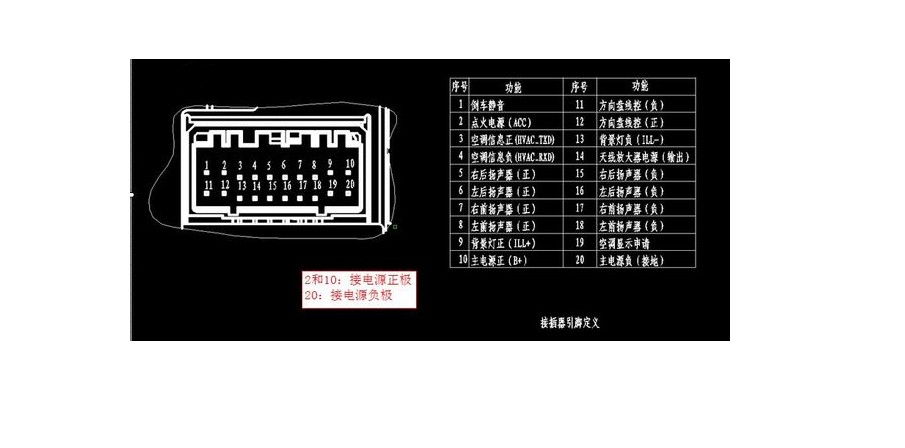 序号 功能 序号 功能
1 倒车静音 11 方向盘线控(负)
2 点火电源(ACC) 12 方向盘线控(正)
3 空调信息正(HVAC_TXD) 13 背景灯负(ILL-)
4 空调信息负(HVAC_RXD) 14 天线放大器电源(输出)
5 右后扬声器(正) 15 右后扬声器(负)
6 左后扬声器(正) 16 左后扬声器(负)
7 右前扬声器(正) 17 右前扬声器(负)
8 左前扬声器(正) 18 左前扬声器(负)
9 背景灯正(ILL+) 19 空调显示申请
10 主电源正(B+) 20 主电源负(接地)
1 2 3 4 5 6 7 8 9 10
11 12 13 14 15 16 17 18 19 20
2和10：接电源正极
20：接电源负极
接插器引脚定义